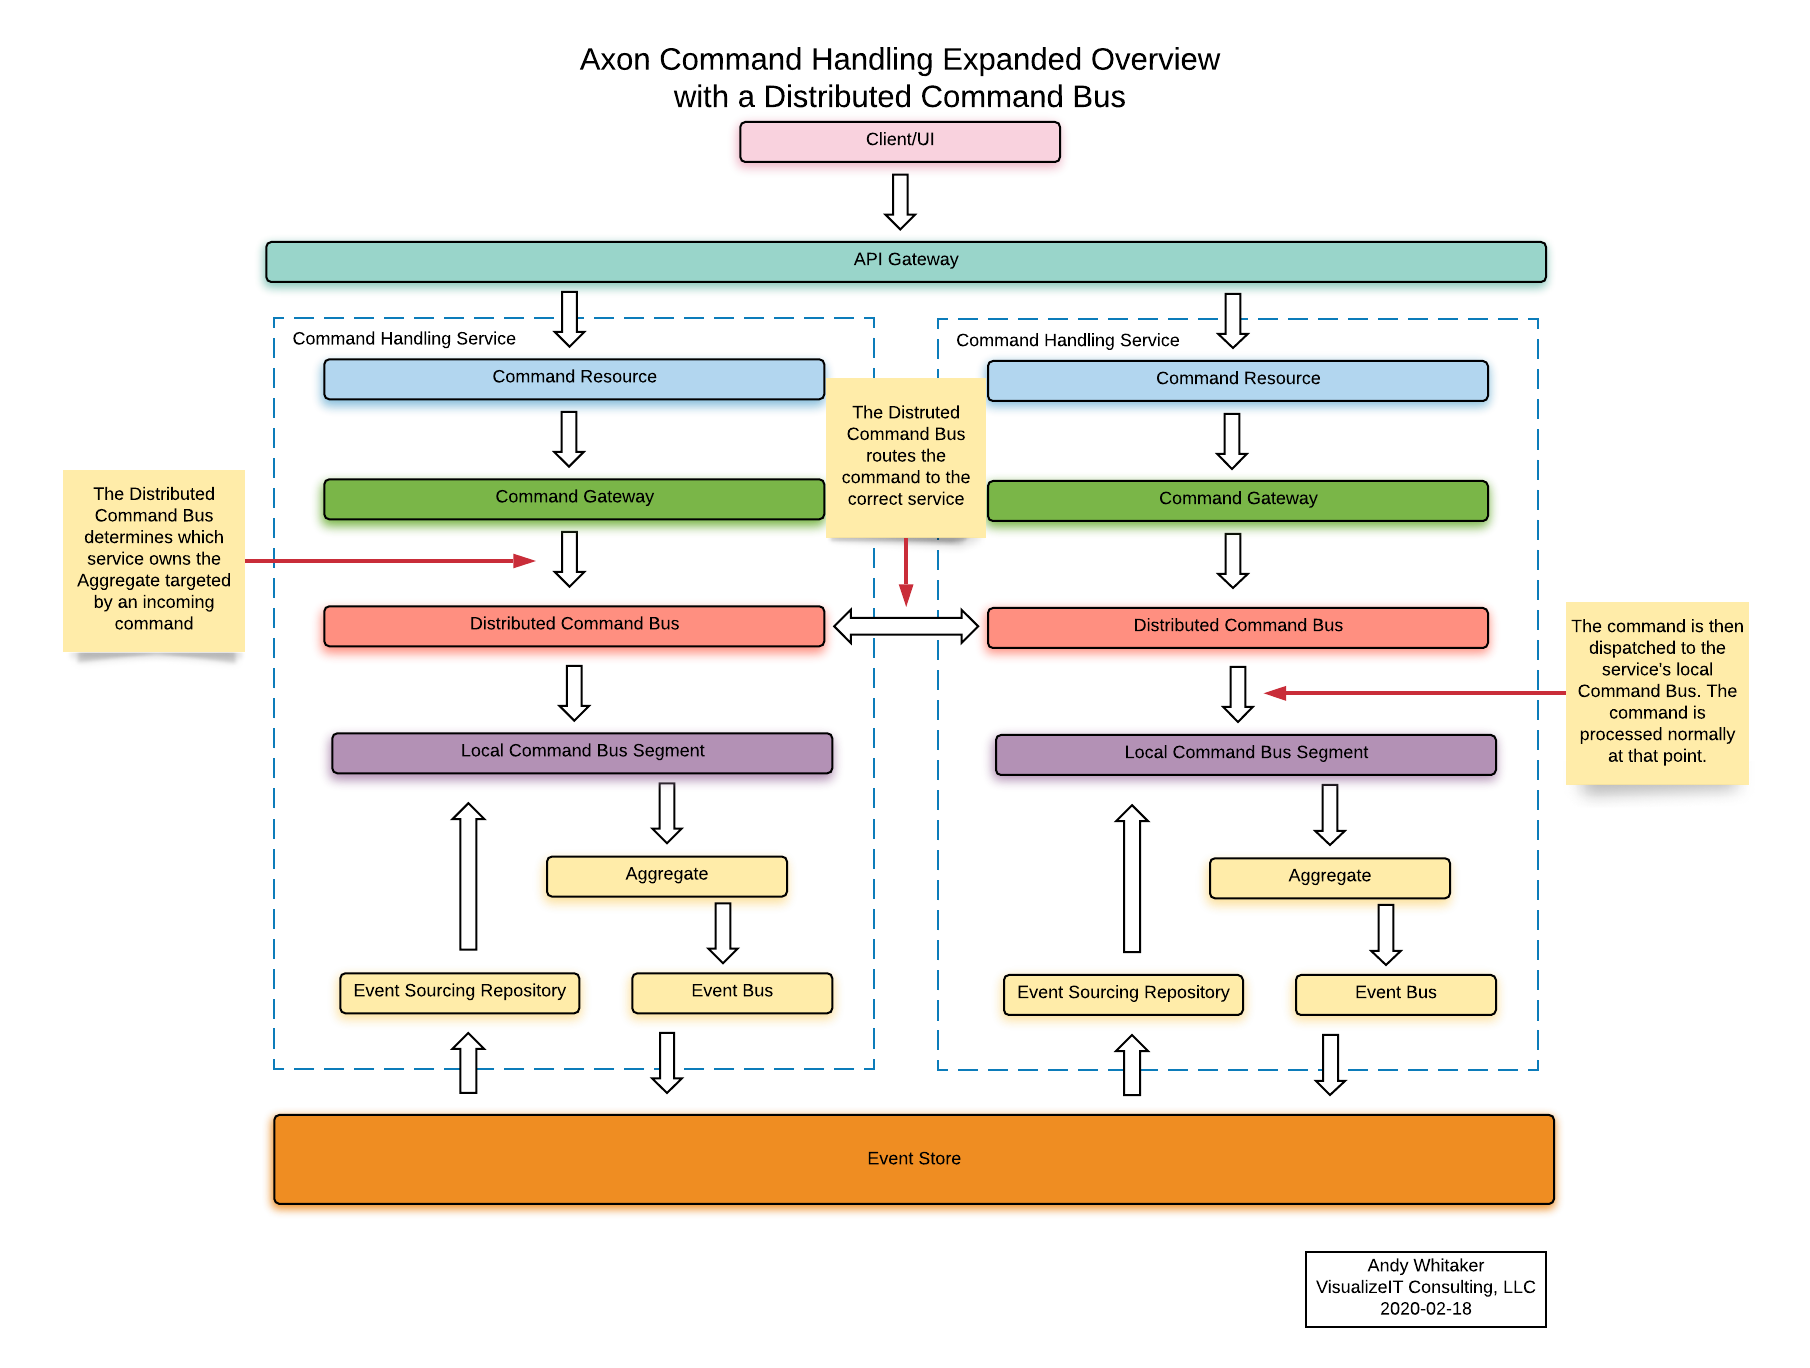 Axon Command Handling Expanded Overview
with a Distributed Command Bus
Client/UI
API Gateway
Command Handling Service
Command Resource
Command Gateway
Distributed Command Bus
Local Command Bus Segment
Aggregate
Event Sourcing Repository
Event Bus
The Distributed
Command Bus
determines which
service owns the
Aggregate targeted
by an incoming
command
The Distruted
Command Bus
routes the
command to the
correct service
Command Handling Service
Command Resource
Command Gateway
Distributed Command Bus
Local Command Bus Segment
Aggregate
Event Sourcing Repository
Event Bus
The command is then
dispatched to the
service's local
Command Bus. The
command is
processed normally
at that point.
Event Store
Andy Whitaker
VisualizeIT Consulting, LLC
2020-02-18